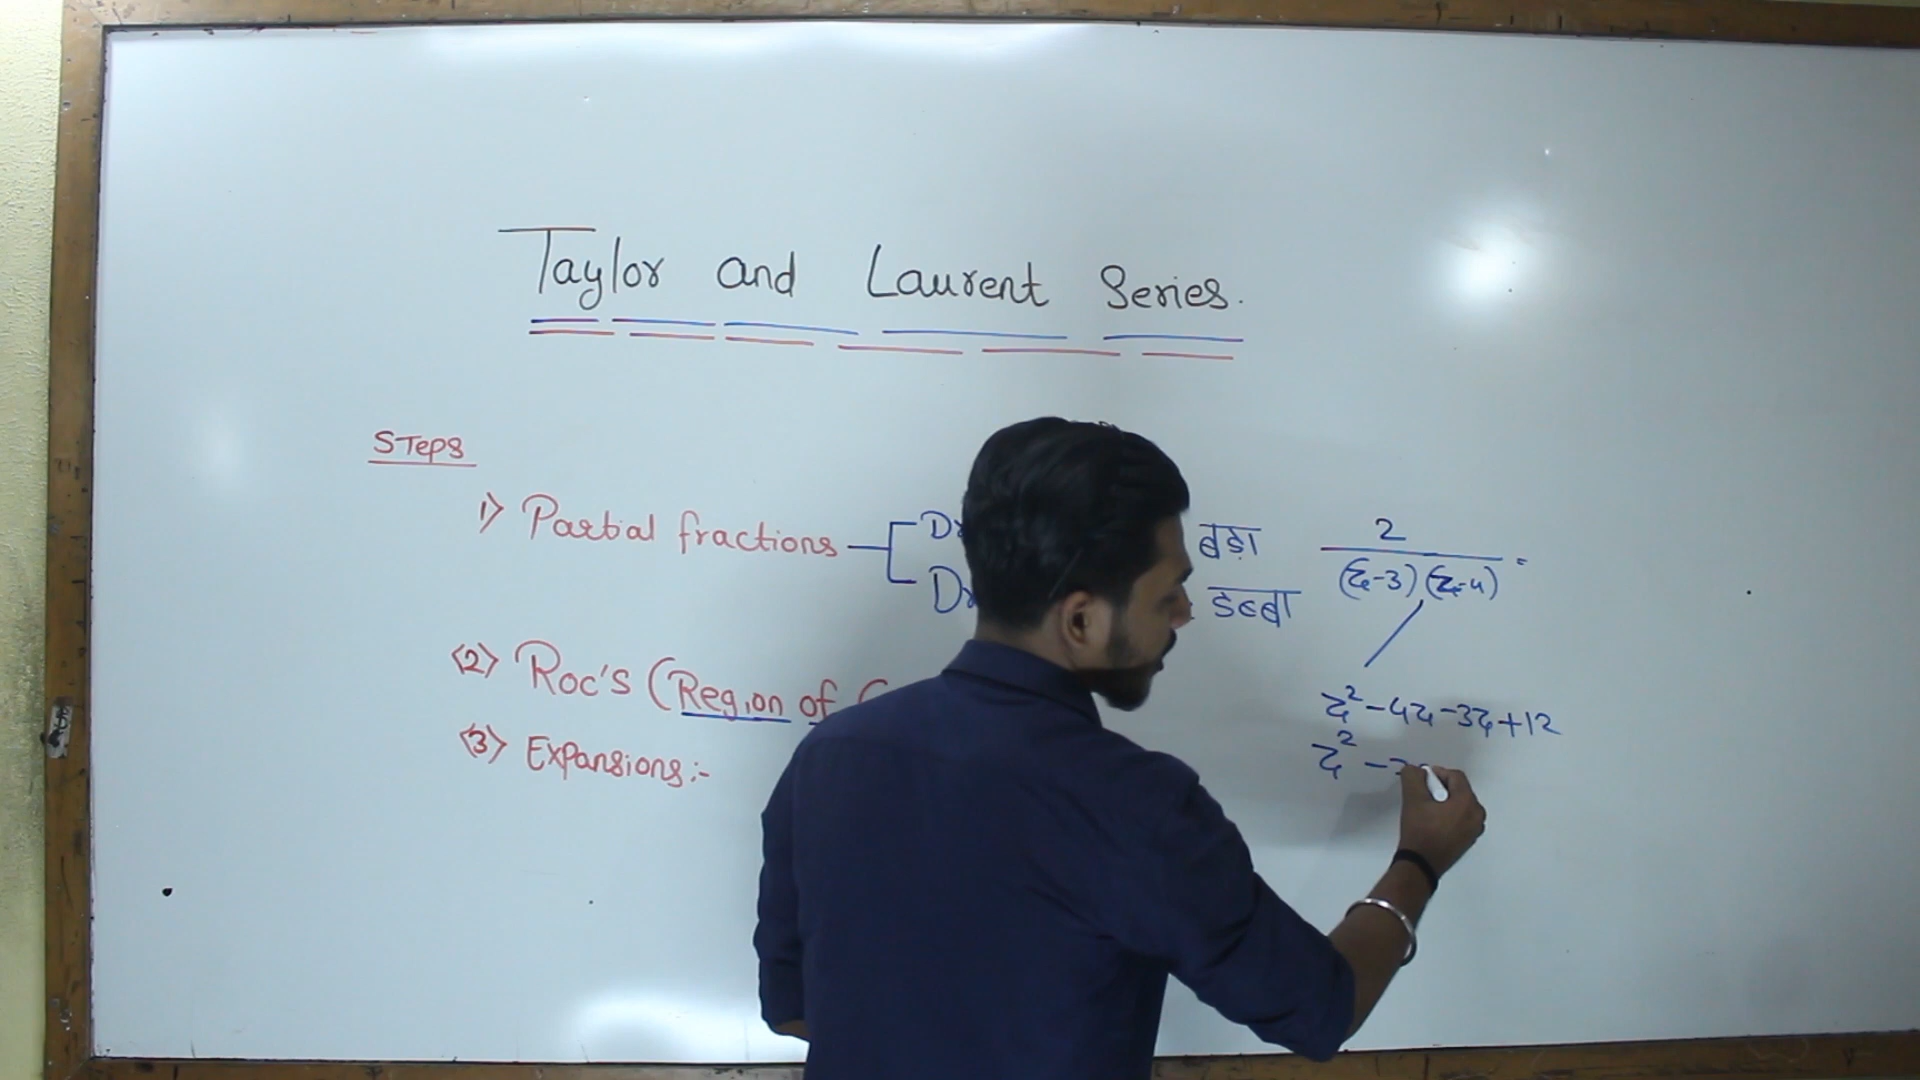 Taylor and Laurent Series.
Steps
1) Partial fractions
बड़ा
डब्बा
2
(z-3)(z-4)
z²-4z-3z+12
z² -
(2) Roc's (Region of
(3) Expansions:-